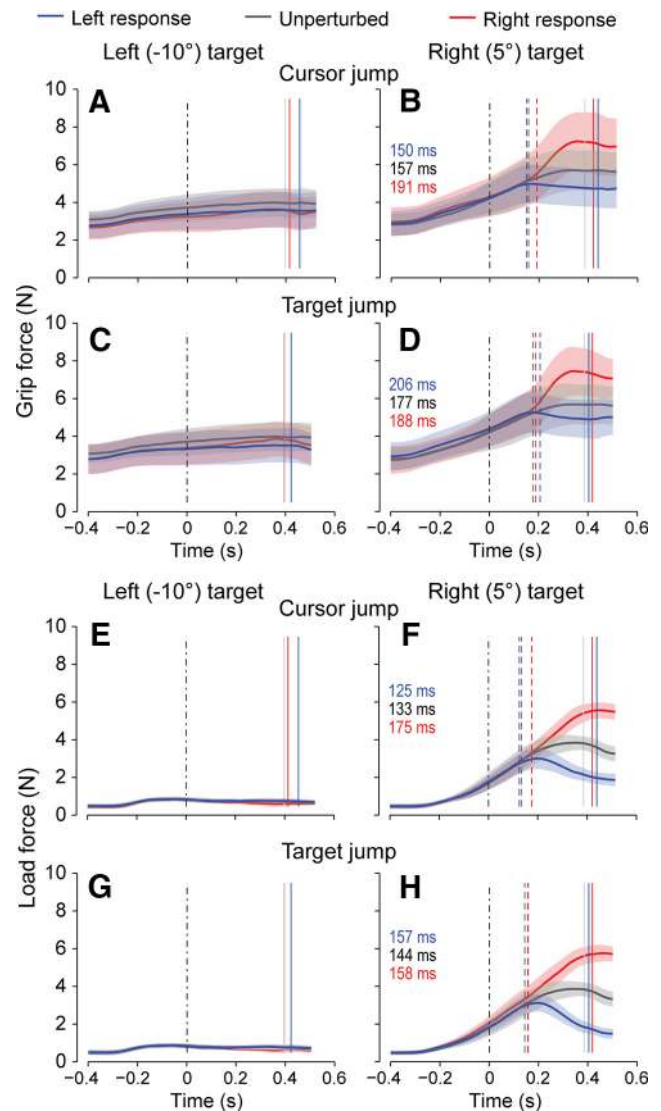 Left response Unperturbed Right response
Left (-10°) target Right (5°) target
Cursor jump
A B
10
8
6
4
2
0
150 ms
157 ms
191 ms
Target jump
C D
10
8
6
4
2
0
206 ms
177 ms
188 ms
Grip force (N)
−0.4 −0.2 0 0.2 0.4 0.6 −0.4 −0.2 0 0.2 0.4 0.6
Time (s) Time (s)
Left (-10°) target Right (5°) target
Cursor jump
E F
10
8
6
4
2
0
125 ms
133 ms
175 ms
Target jump
G H
10
8
6
4
2
0
157 ms
144 ms
158 ms
Load force (N)
−0.4 −0.2 0 0.2 0.4 0.6 −0.4 −0.2 0 0.2 0.4 0.6
Time (s) Time (s)